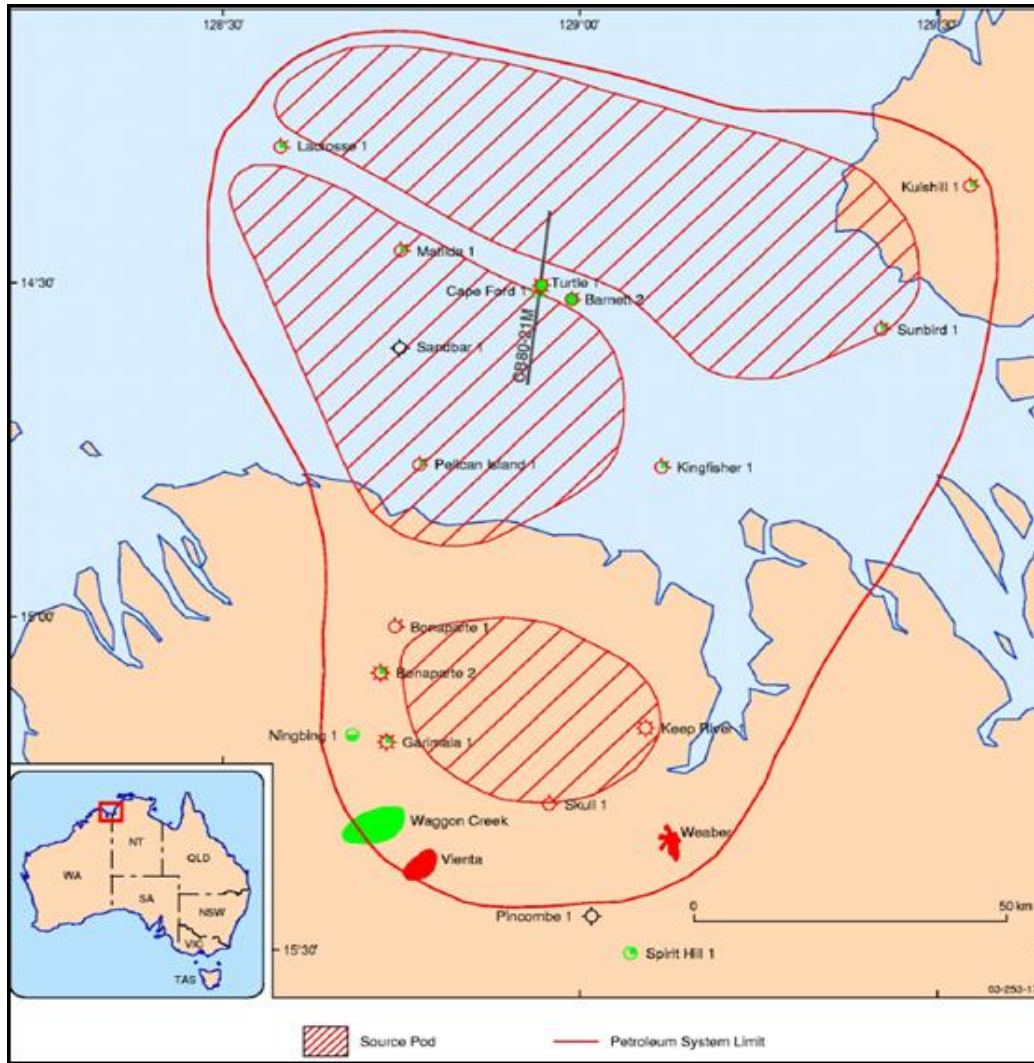 128°30'
129°00'
129°30'
Lacrosse 1
Kulshill 1
Matilda 1
14°30'
Turtle 1
Cape Ford 1
Barnett 2
Sandbar 1
GB80-21M
Sunbird 1
Pelican Island 1
Kingfisher 1
15°00'
Bonaparte 1
Bonaparte 2
Ningbing 1
Garimala 1
Keep River
Skull 1
Waggon Creek
Vienta
Weaber
Pincombe 1
0
50 km
15°30'
Spirit Hill 1
WA
NT
QLD
SA
NSW
VIC
TAS
Source Pod
Petroleum System Limit